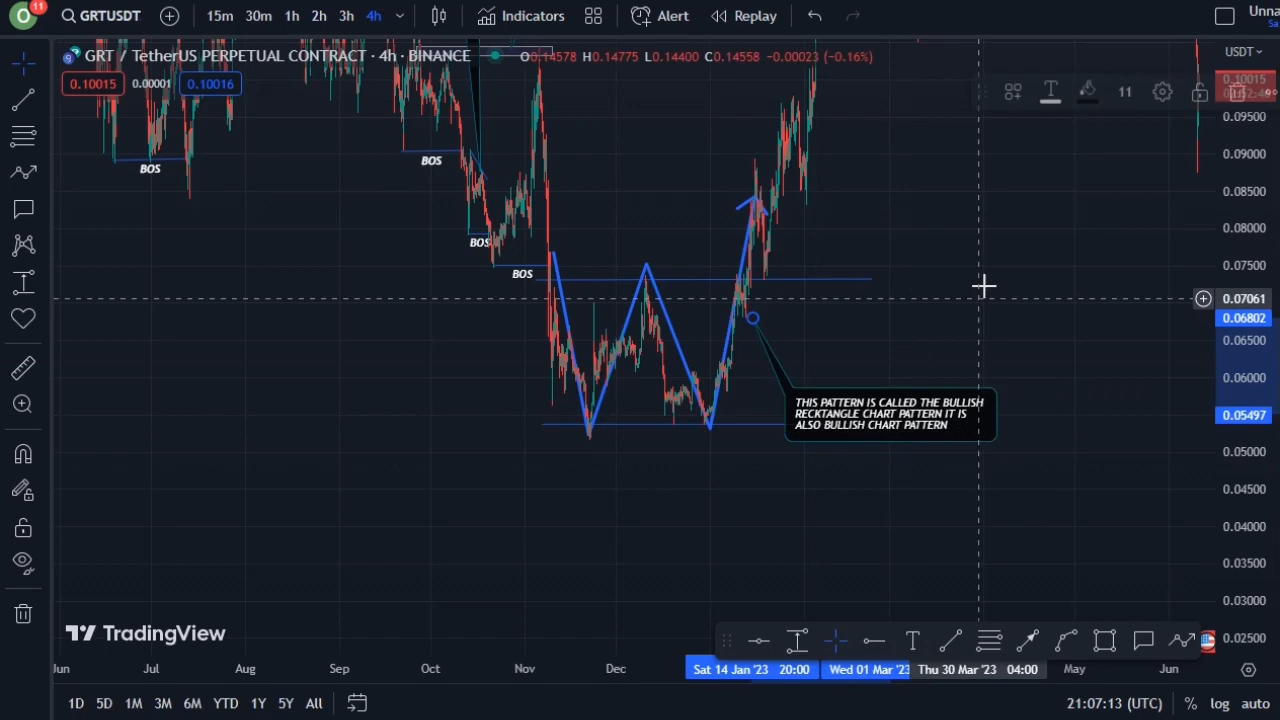 O 11
GRTUSDT
15m 30m 1h 2h 3h 4h
Indicators
Alert
Replay
Unna
Sa
GRT / TetherUS PERPETUAL CONTRACT · 4h · BINANCE
O0.14578 H0.14775 L0.14400 C0.14558 -0.00023 (-0.16%)
USDT
0.10015 0.00001 0.10016
11
0.10015
0.09500
0.09000
0.08500
0.08000
0.07500
0.07061
0.06802
0.06500
0.06000
0.05497
0.05000
0.04500
0.04000
0.03500
0.03000
0.02500
BOS
BOS
BOS
BOS
THIS PATTERN IS CALLED THE BULLISH
RECKTANGLE CHART PATTERN IT IS
ALSO BULLISH CHART PATTERN
TradingView
T
Jun Jul Aug Sep Oct Nov Dec Sat 14 Jan '23 20:00 Wed 01 Mar '23 Thu 30 Mar '23 04:00 May Jun
1D 5D 1M 3M 6M YTD 1Y 5Y All
21:07:13 (UTC) % log auto